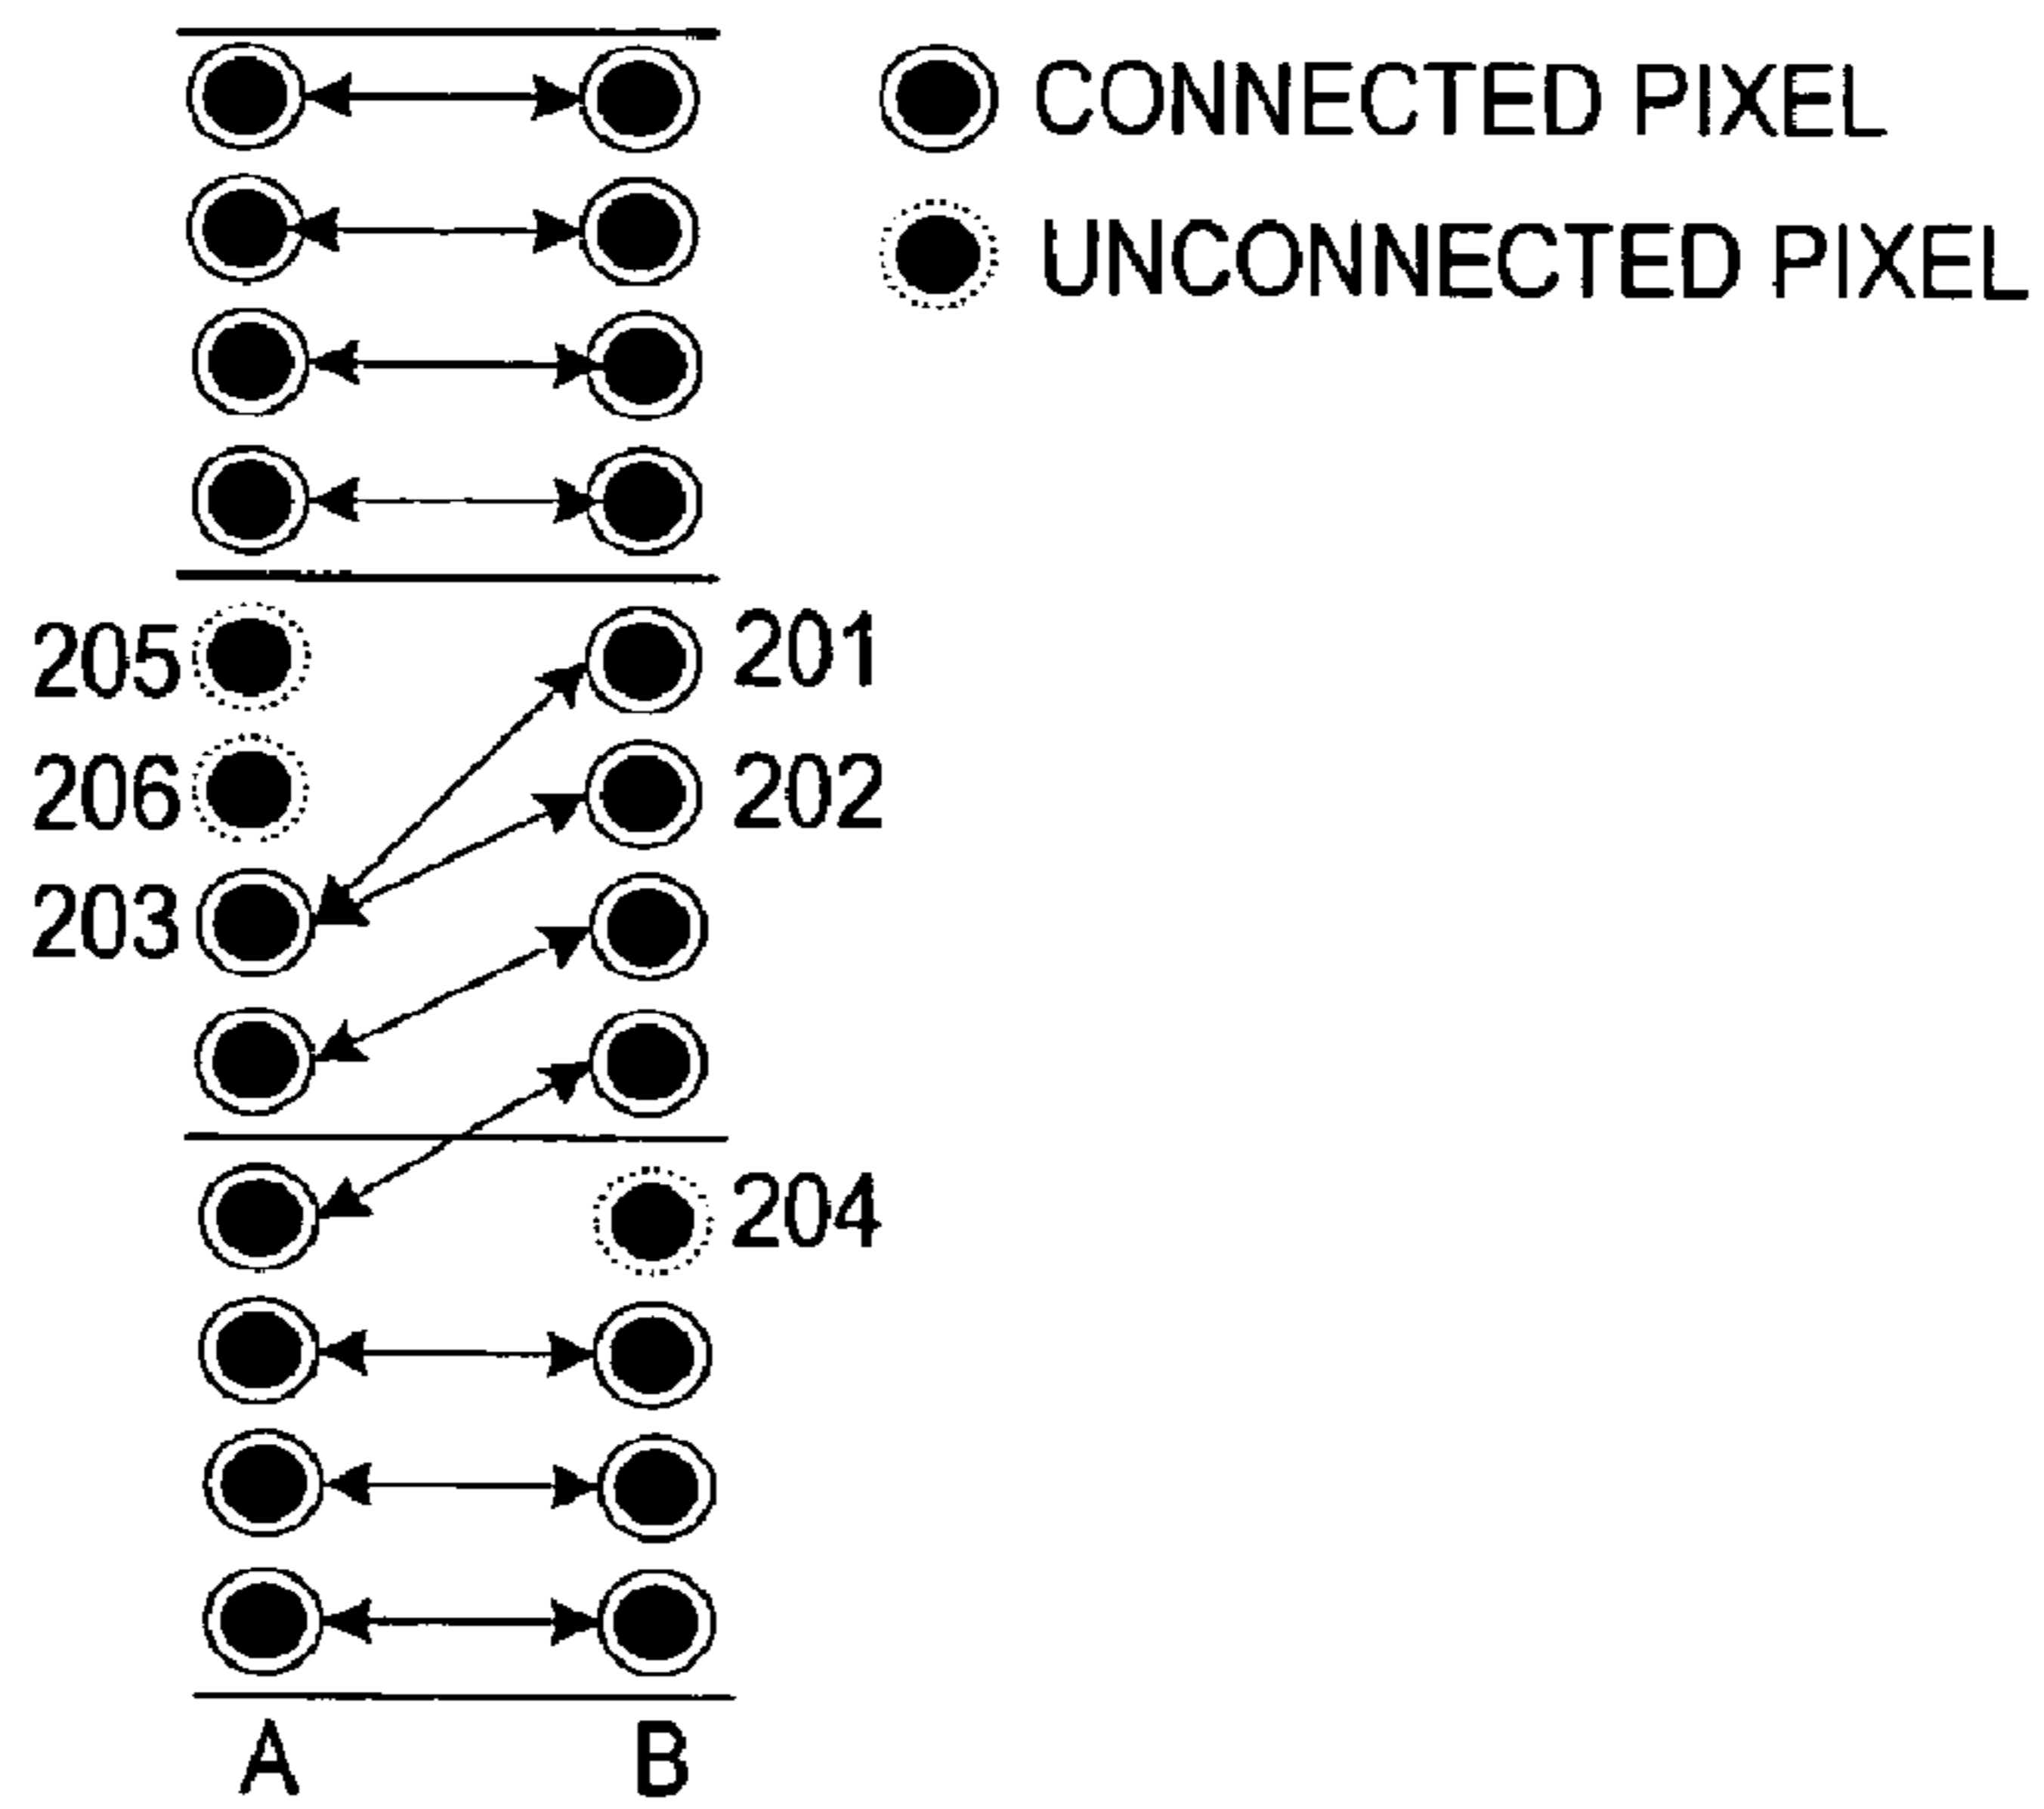 CONNECTED PIXEL
UNCONNECTED PIXEL
205 201
206 202
203
204
A B